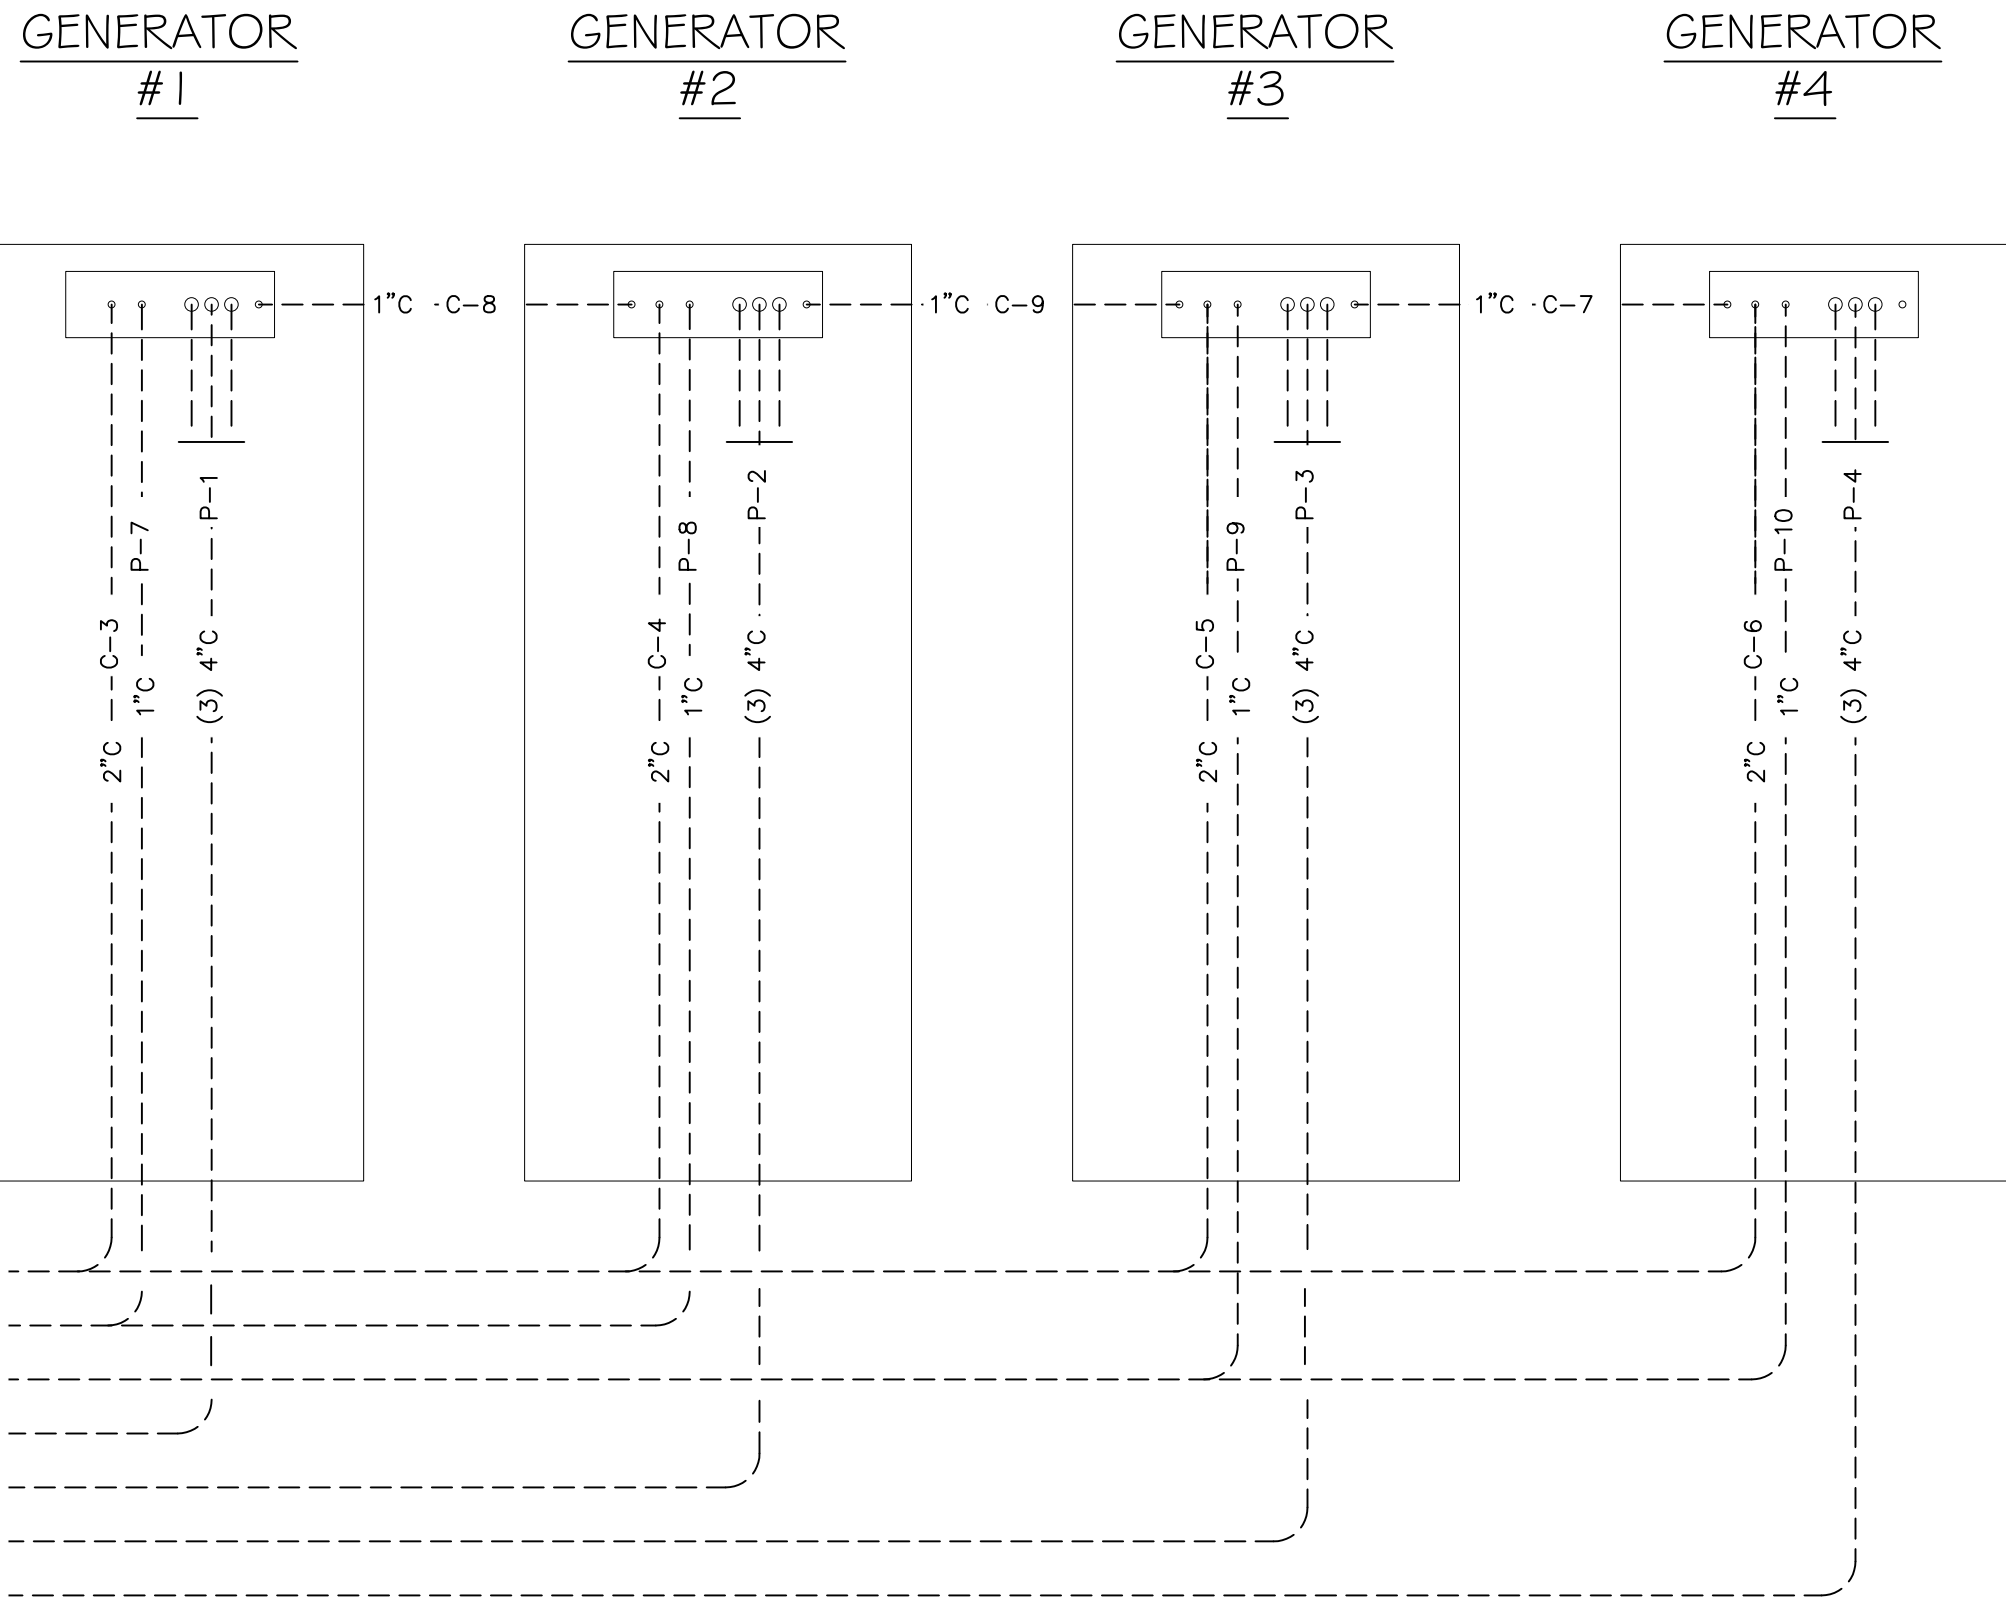 GENERATOR
#1
GENERATOR
#2
GENERATOR
#3
GENERATOR
#4
1"C C-8
1"C C-9
1"C C-7
2"C C-3
1"C P-7
(3) 4"C P-1
2"C C-4
1"C P-8
(3) 4"C P-2
2"C C-5
1"C P-9
(3) 4"C P-3
2"C C-6
1"C P-10
(3) 4"C P-4